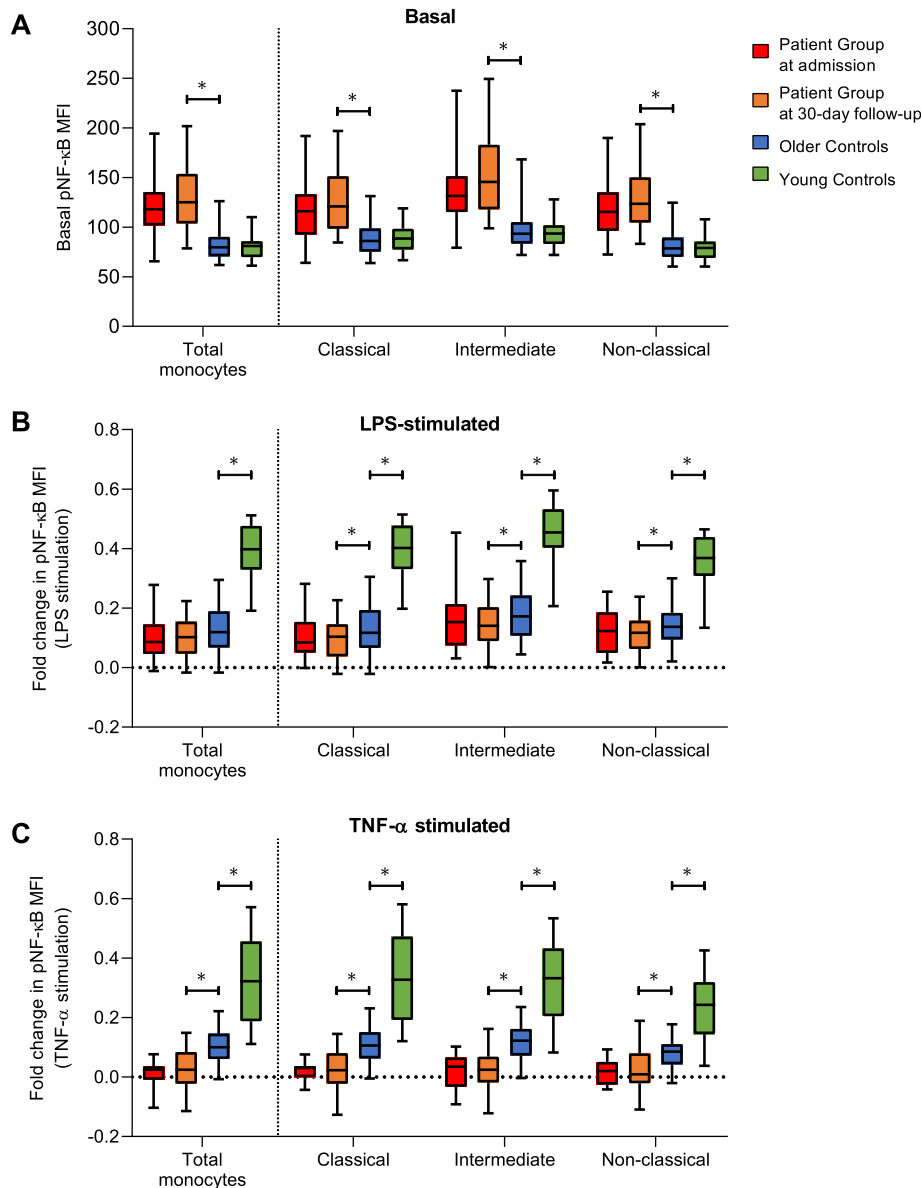 A
Basal
Basal pNF-κB MFI
300
250
200
150
100
50
0
*
*
*
*
Total
monocytes
Classical
Intermediate
Non-classical
Patient Group
at admission
Patient Group
at 30-day follow-up
Older Controls
Young Controls
B
LPS-stimulated
Fold change in pNF-κB MFI
(LPS stimulation)
0.8
0.6
0.4
0.2
0.0
-0.2
*
*
*
*
*
*
*
Total
monocytes
Classical
Intermediate
Non-classical
C
TNF-α stimulated
Fold change in pNF-κB MFI
(TNF-α stimulation)
0.8
0.6
0.4
0.2
0.0
-0.2
*
*
*
*
*
*
*
*
Total
monocytes
Classical
Intermediate
Non-classical